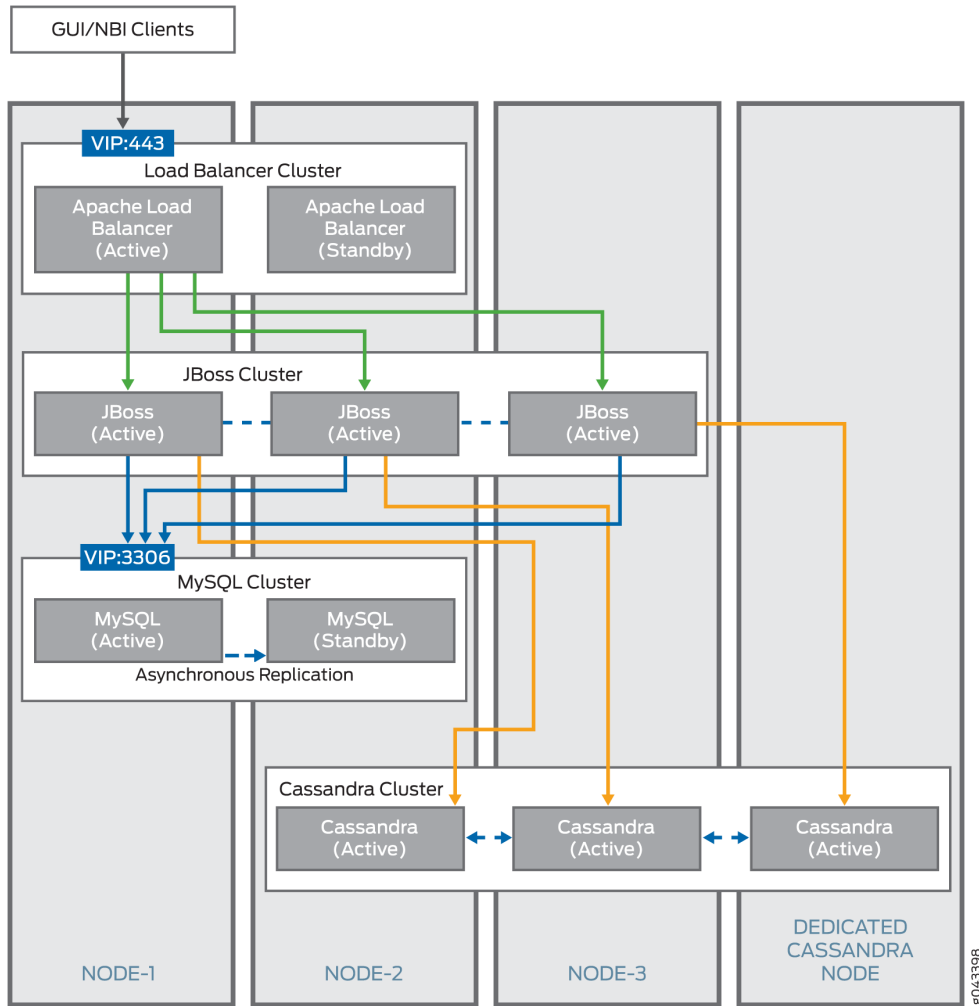 GUI/NBI Clients
VIP:443
Load Balancer Cluster
Apache Load
Balancer
(Active)
Apache Load
Balancer
(Standby)
JBoss Cluster
JBoss
(Active)
JBoss
(Active)
JBoss
(Active)
VIP:3306
MySQL Cluster
MySQL
(Active)
MySQL
(Standby)
Asynchronous Replication
Cassandra Cluster
Cassandra
(Active)
Cassandra
(Active)
Cassandra
(Active)
NODE-1
NODE-2
NODE-3
DEDICATED
CASSANDRA
NODE
g043398